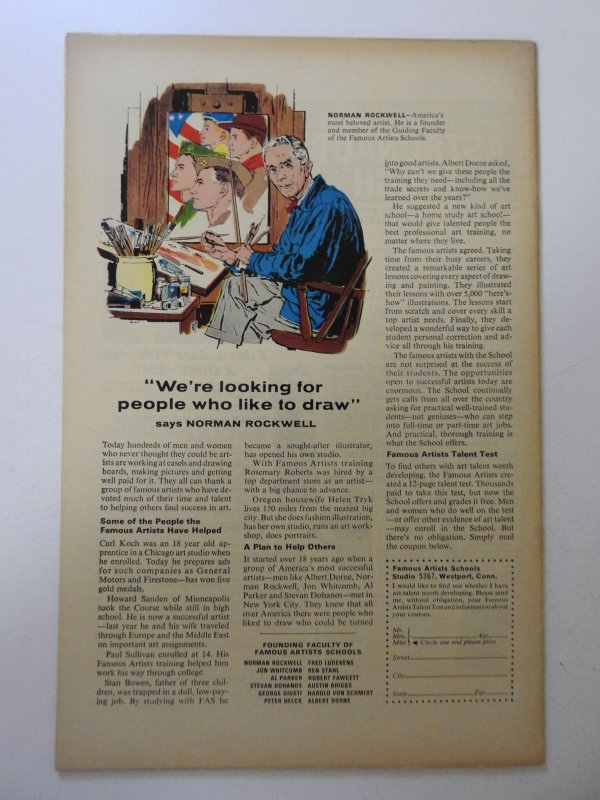 NORMAN ROCKWELL—America's
most beloved artist. He is a founder
and member of the Guiding Faculty
of the Famous Artists Schools.
"We're looking for
people who like to draw"
says NORMAN ROCKWELL
Today hundreds of men and women
who never thought they could be art-
ists are working at easels and drawing
boards, making pictures and getting
well paid for it. They all can thank a
group of famous artists who have de-
voted much of their time and talent
to helping others find success in art.
Some of the People the
Famous Artists Have Helped
Carl Koch was an 18 year old ap-
prentice in a Chicago art studio when
he enrolled. Today he prepares ads
for such companies as General
Motors and Firestone—has won five
gold medals.
Howard Sanden of Minneapolis
took the Course while still in high
school. He is now a successful artist
—last year he and his wife traveled
through Europe and the Middle East
on important art assignments.
Paul Sullivan enrolled at 14. His
Famous Artists training helped him
work his way through college.
Stan Bowen, father of three chil-
dren, was trapped in a dull, low-pay-
ing job. By studying with FAS he
became a sought-after illustrator,
has opened his own studio.
With Famous Artists training
Rosemary Roberts was hired by a
top department store as an artist—
with a big chance to advance.
Oregon housewife Helen Tryk
lives 150 miles from the nearest big
city. But she does fashion illustration,
has her own studio, runs an art work-
shop, does portraits.
A Plan to Help Others
It started over 18 years ago when a
group of America's most successful
artists—men like Albert Dorne, Nor-
man Rockwell, Jon Whitcomb, Al
Parker and Stevan Dohanos—met in
New York City. They knew that all
over America there were people who
liked to draw who could be turned
FOUNDING FACULTY OF
FAMOUS ARTISTS SCHOOLS
NORMAN ROCKWELL FRED LUDEKENS
JON WHITCOMB BEN STAHL
AL PARKER ROBERT FAWCETT
STEVAN DOHANOS AUSTIN BRIGGS
GEORGE GIUSTI HAROLD VON SCHMIDT
PETER HELCK ALBERT DORNE
into good artists. Albert Dorne asked,
"Why can't we give these people the
training they need—including all the
trade secrets and know-how we've
learned over the years?"
He suggested a new kind of art
school—a home study art school—
that would give talented people the
best professional art training, no
matter where they live.
The famous artists agreed. Taking
time from their busy careers, they
created a remarkable series of art
lessons covering every aspect of draw-
ing and painting. They illustrated
their lessons with over 5,000 "here's-
how" illustrations. The lessons start
from scratch and cover every skill a
top artist needs. Finally, they de-
veloped a wonderful way to give each
student personal correction and ad-
vice all through his training.
The famous artists with the School
are not surprised at the success of
their students. The opportunities
open to successful artists today are
enormous. The School continually
gets calls from all over the country
asking for practical well-trained stu-
dents—not geniuses—who can step
into full-time or part-time art jobs.
And practical, thorough training is
what the School offers.
Famous Artists Talent Test
To find others with art talent worth
developing, the Famous Artists cre-
ated a 12-page talent test. Thousands
paid to take this test, but now the
School offers and grades it free. Men
and women who do well on the test
—or offer other evidence of art talent
—may enroll in the School. But
there's no obligation. Simply mail
the coupon below.
Famous Artists Schools
Studio 5367, Westport, Conn.
I would like to find out whether I have
art talent worth developing. Please send
me, without obligation, your Famous
Artists Talent Test and information about
your courses.
Mr.
Mrs. Age
Miss Circle one and please print
Street
City
State Zip